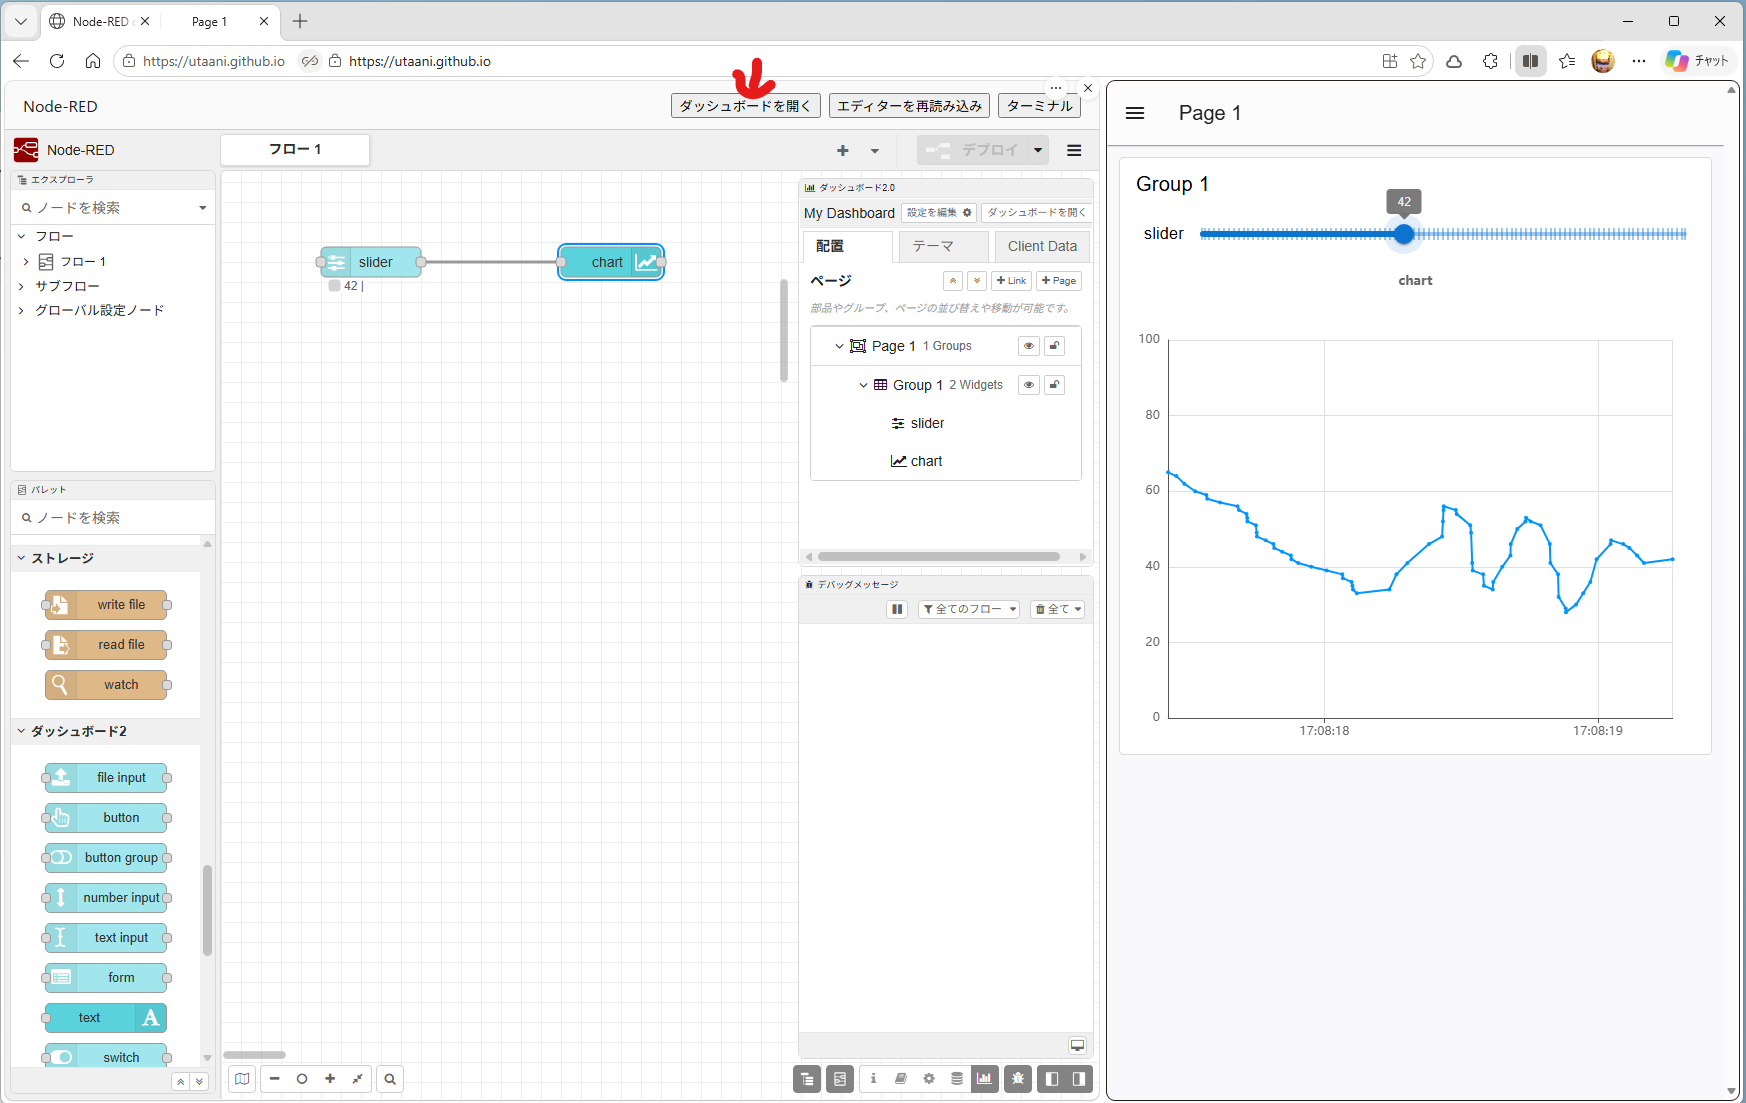 Node-RED
Page 1
https://utaani.github.io
https://utaani.github.io
チャット
Node-RED
ダッシュボードを開く
エディターを再読み込み
ターミナル
Node-RED
フロー 1
デプロイ
エクスプローラ
ノードを検索
フロー
フロー 1
サブフロー
グローバル設定ノード
パレット
ノードを検索
ストレージ
write file
read file
watch
ダッシュボード2
file input
button
button group
number input
text input
form
text
switch
slider
42 |
chart
ダッシュボード2.0
My Dashboard
設定を編集
ダッシュボードを開く
配置
テーマ
Client Data
ページ
Link
Page
部品やグループ、ページの並び替えや移動が可能です。
Page 1 1 Groups
Group 1 2 Widgets
slider
chart
デバッグメッセージ
全てのフロー
全て
Page 1
Group 1
42
slider
chart
100
80
60
40
20
0
17:08:18
17:08:19